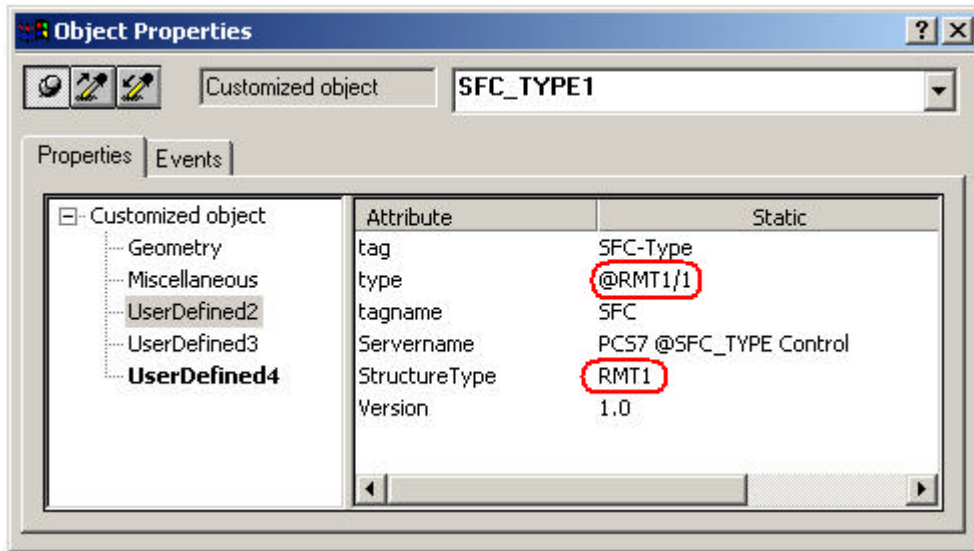 Object Properties
Customized object SFC_TYPE1
Properties Events
Customized object
Geometry
Miscellaneous
UserDefined2
UserDefined3
UserDefined4
Attribute Static
tag SFC-Type
type @RMT1/1
tagname SFC
Servername PCS7 @SFC_TYPE Control
StructureType RMT1
Version 1.0